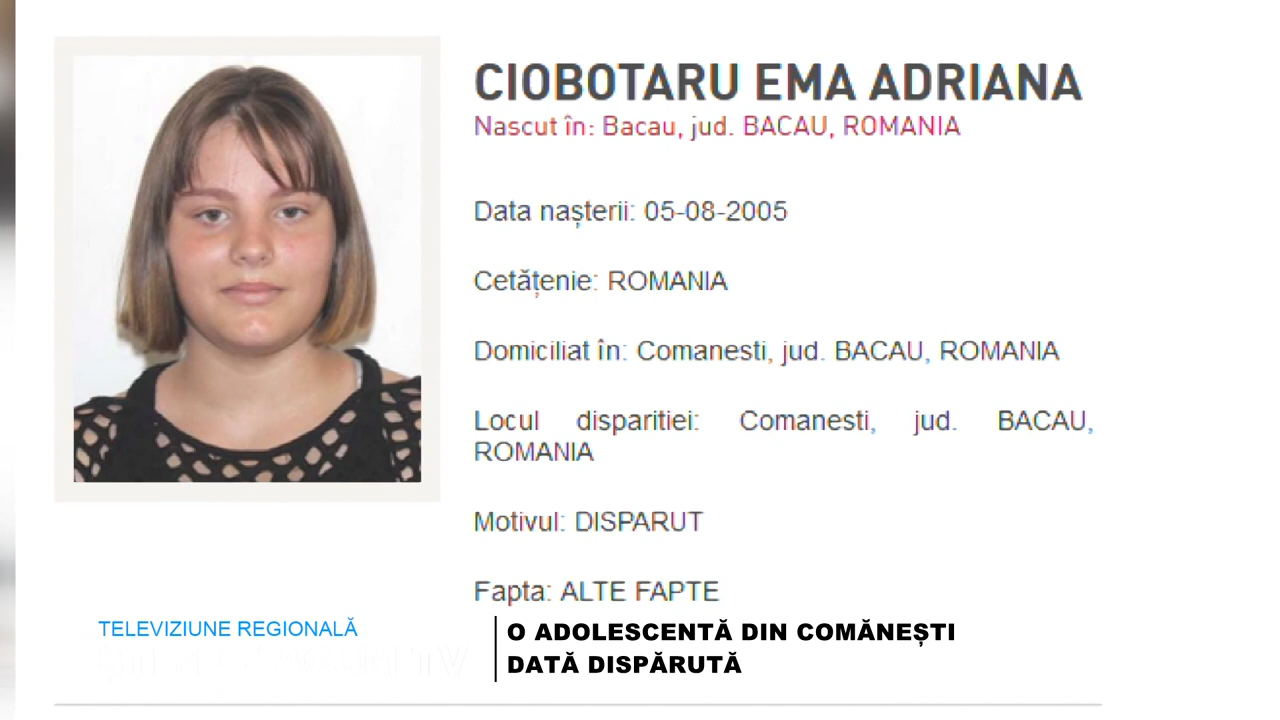 CIOBOTARU EMA ADRIANA
Nascut în: Bacau, jud. BACAU, ROMANIA
Data nașterii: 05-08-2005
Cetățenie: ROMANIA
Domiciliat în: Comanesti, jud. BACAU, ROMANIA
Locul disparitiei: Comanesti, jud. BACAU,
ROMANIA
Motivul: DISPARUT
Fapta: ALTE FAPTE
TELEVIZIUNE REGIONALĂ
O ADOLESCENTĂ DIN COMĂNEȘTI
DATĂ DISPĂRUTĂ